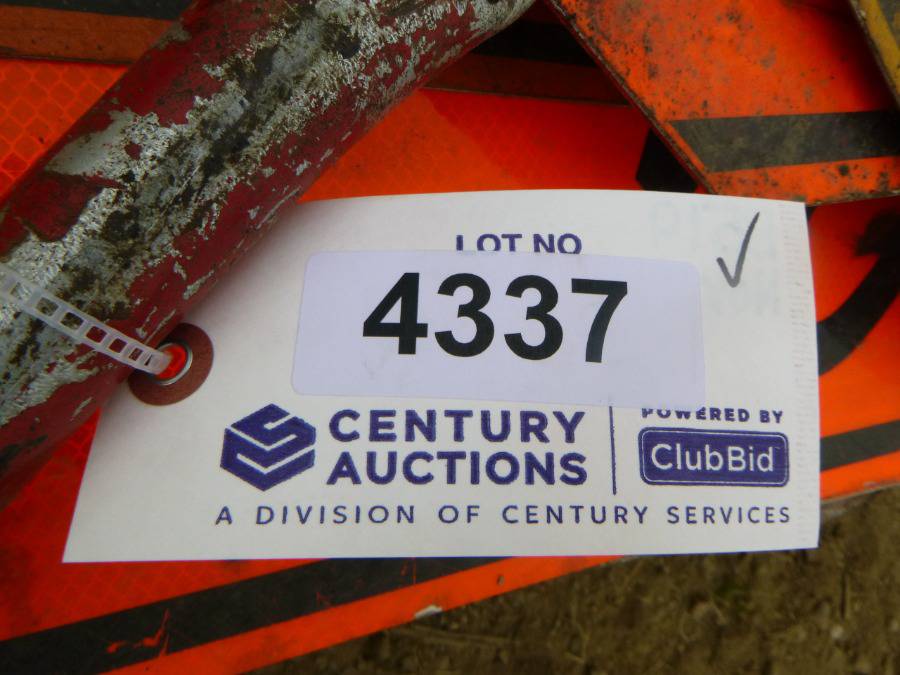 LOT NO
4337
CENTURY
AUCTIONS
POWERED BY
ClubBid
A DIVISION OF CENTURY SERVICES